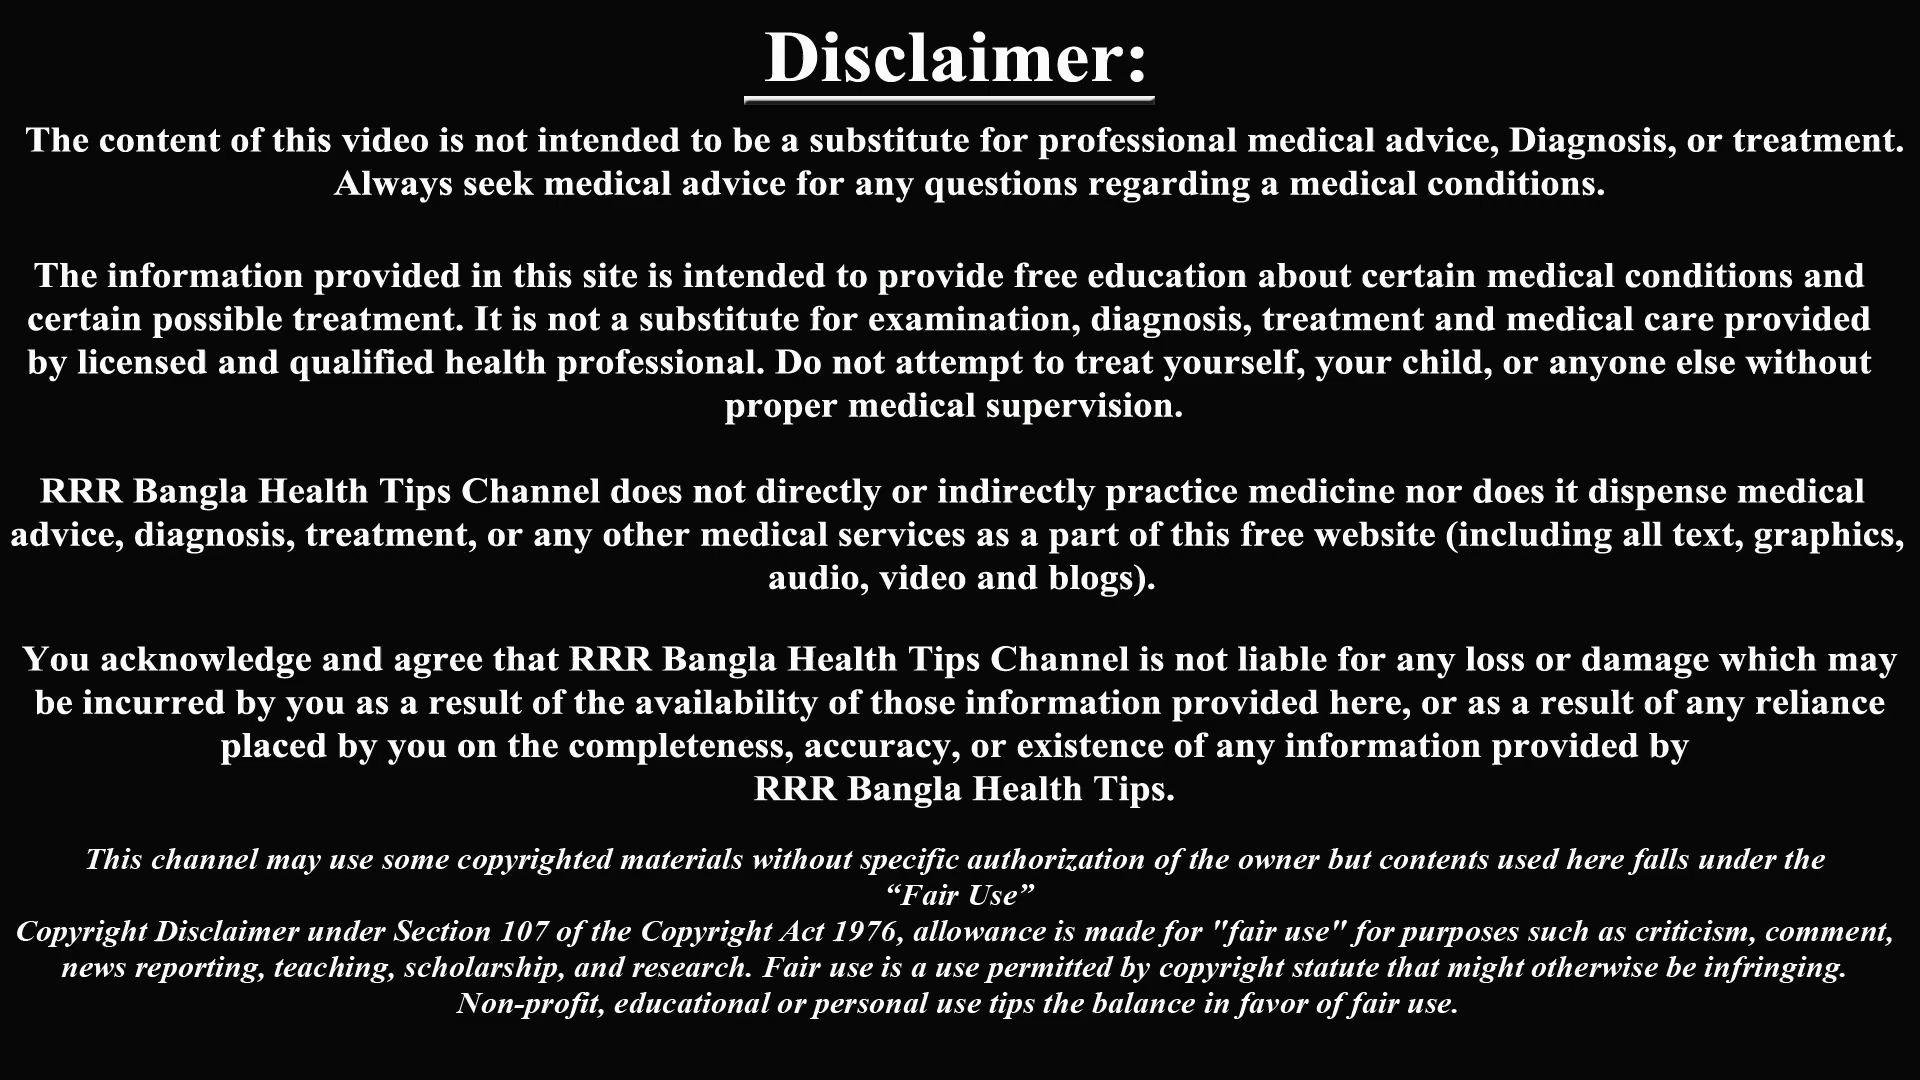 Disclaimer:
The content of this video is not intended to be a substitute for professional medical advice, Diagnosis, or treatment.
Always seek medical advice for any questions regarding a medical conditions.
The information provided in this site is intended to provide free education about certain medical conditions and
certain possible treatment. It is not a substitute for examination, diagnosis, treatment and medical care provided
by licensed and qualified health professional. Do not attempt to treat yourself, your child, or anyone else without
proper medical supervision.
RRR Bangla Health Tips Channel does not directly or indirectly practice medicine nor does it dispense medical
advice, diagnosis, treatment, or any other medical services as a part of this free website (including all text, graphics,
audio, video and blogs).
You acknowledge and agree that RRR Bangla Health Tips Channel is not liable for any loss or damage which may
be incurred by you as a result of the availability of those information provided here, or as a result of any reliance
placed by you on the completeness, accuracy, or existence of any information provided by
RRR Bangla Health Tips.
This channel may use some copyrighted materials without specific authorization of the owner but contents used here falls under the
“Fair Use”
Copyright Disclaimer under Section 107 of the Copyright Act 1976, allowance is made for "fair use" for purposes such as criticism, comment,
news reporting, teaching, scholarship, and research. Fair use is a use permitted by copyright statute that might otherwise be infringing.
Non-profit, educational or personal use tips the balance in favor of fair use.